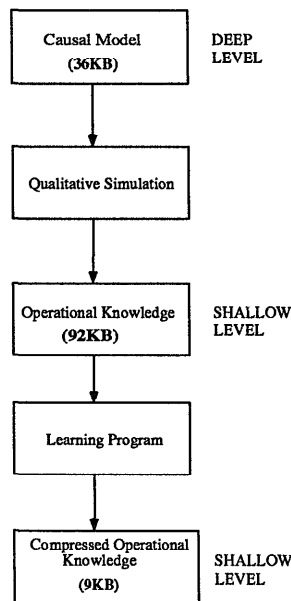 Causal Model
(36KB)
DEEP
LEVEL
Qualitative Simulation
Operational Knowledge
(92KB)
SHALLOW
LEVEL
Learning Program
Compressed Operational
Knowledge
(9KB)
SHALLOW
LEVEL